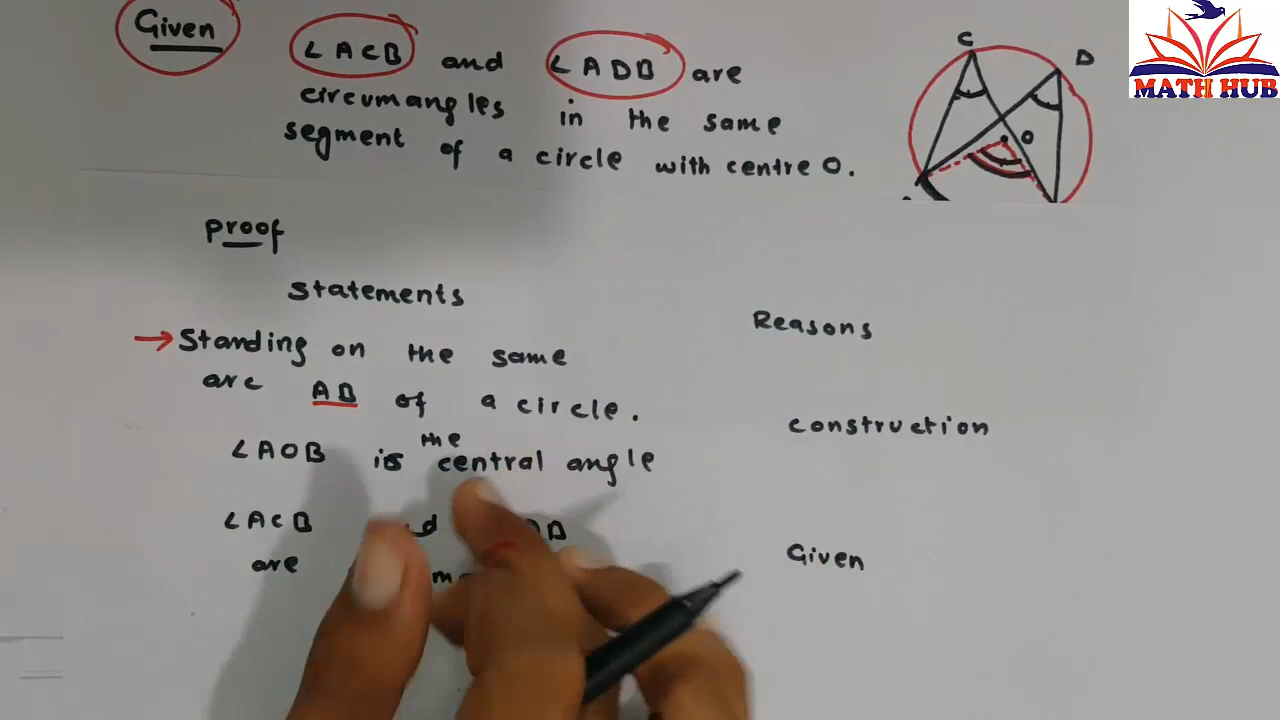 Given
∠ACB and ∠ADB are
circumangles in the same
segment of a circle with centre O.
C
D
O
MATH HUB
Proof
Statements
Reasons
→ Standing on the same
arc AB of a circle.
construction
∠AOB is the central angle
∠ACB
are
Given